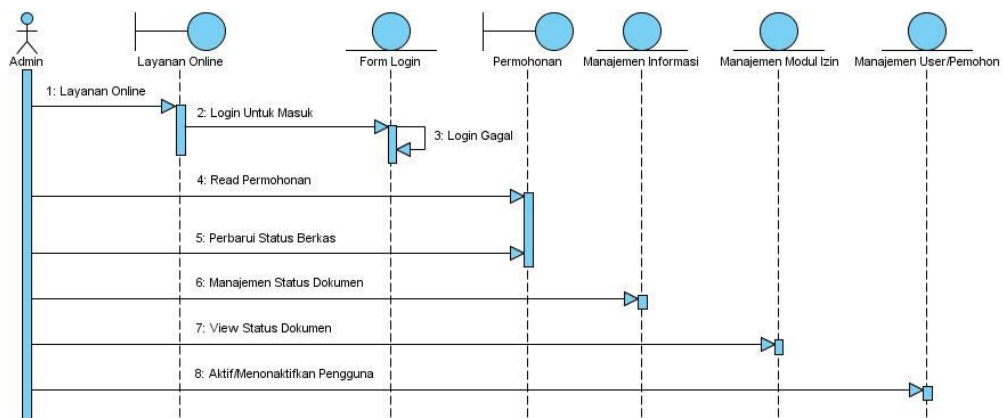 Admin
Layanan Online
Form Login
Permohonan
Manajemen Informasi
Manajemen Modul Izin
Manajemen User/Pemohon
1: Layanan Online
2: Login Untuk Masuk
3: Login Gagal
4: Read Permohonan
5: Perbarui Status Berkas
6: Manajemen Status Dokumen
7: View Status Dokumen
8: Aktif/Menonaktifkan Pengguna